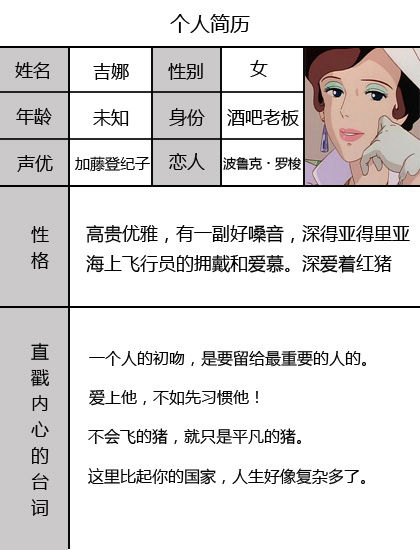 个人简历
姓名 吉娜 性别 女
年龄 未知 身份 酒吧老板
声优 加藤登纪子 恋人 波鲁克·罗梭
性格
高贵优雅，有一副好嗓音，深得亚得里亚
海上飞行员的拥戴和爱慕。深爱着红猪
直戳内心的台词
一个人的初吻，是要留给最重要的人的。
爱上他，不如先习惯他！
不会飞的猪，就只是平凡的猪。
这里比起你的国家，人生好像复杂多了。